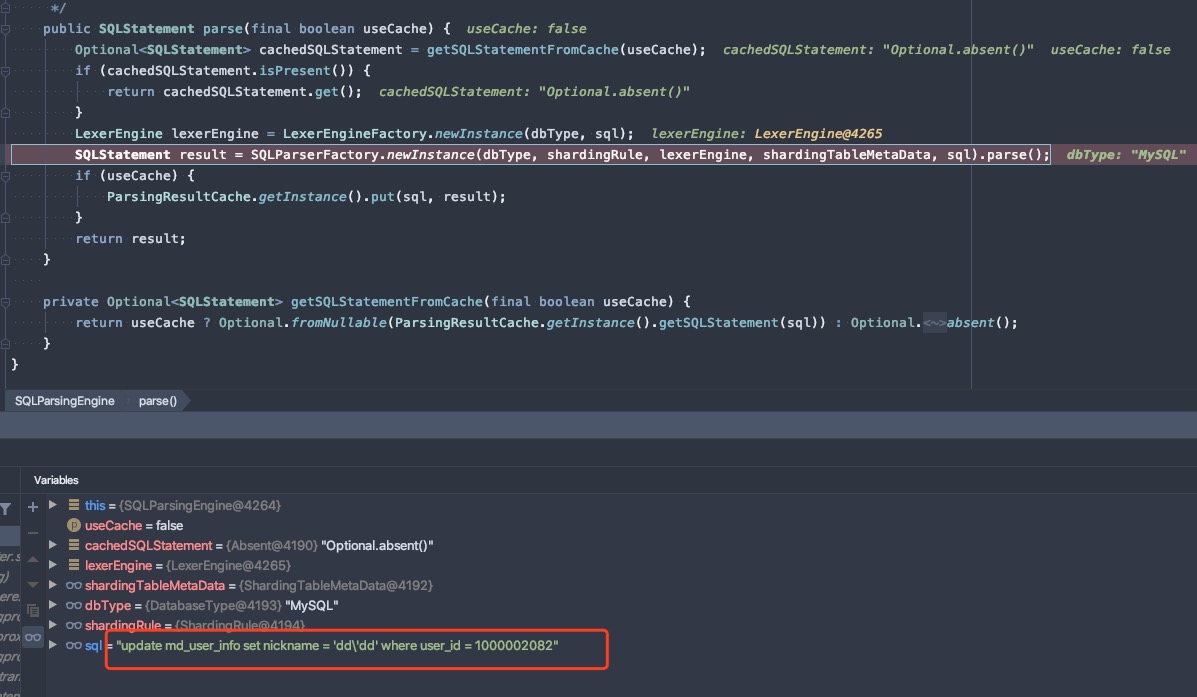 */
public SQLStatement parse(final boolean useCache) { useCache: false
Optional<SQLStatement> cachedSQLStatement = getSQLStatementFromCache(useCache); cachedSQLStatement: "Optional.absent()" useCache: false
if (cachedSQLStatement.isPresent()) {
return cachedSQLStatement.get(); cachedSQLStatement: "Optional.absent()"
}
LexerEngine lexerEngine = LexerEngineFactory.newInstance(dbType, sql); lexerEngine: LexerEngine@4265
SQLStatement result = SQLParserFactory.newInstance(dbType, shardingRule, lexerEngine, shardingTableMetaData, sql).parse(); dbType: "MySQL"
if (useCache) {
ParsingResultCache.getInstance().put(sql, result);
}
return result;
}
private Optional<SQLStatement> getSQLStatementFromCache(final boolean useCache) {
return useCache ? Optional.fromNullable(ParsingResultCache.getInstance().getSQLStatement(sql)) : Optional.<~>absent();
}
}
SQLParsingEngine parse()
Variables
this = {SQLParsingEngine@4264}
useCache = false
cachedSQLStatement = {Absent@4190} "Optional.absent()"
lexerEngine = {LexerEngine@4265}
shardingTableMetaData = {ShardingTableMetaData@4192}
dbType = {DatabaseType@4193} "MySQL"
shardingRule = {ShardingRule@4194}
sql = "update md_user_info set nickname = 'dd\'dd' where user_id = 1000002082"